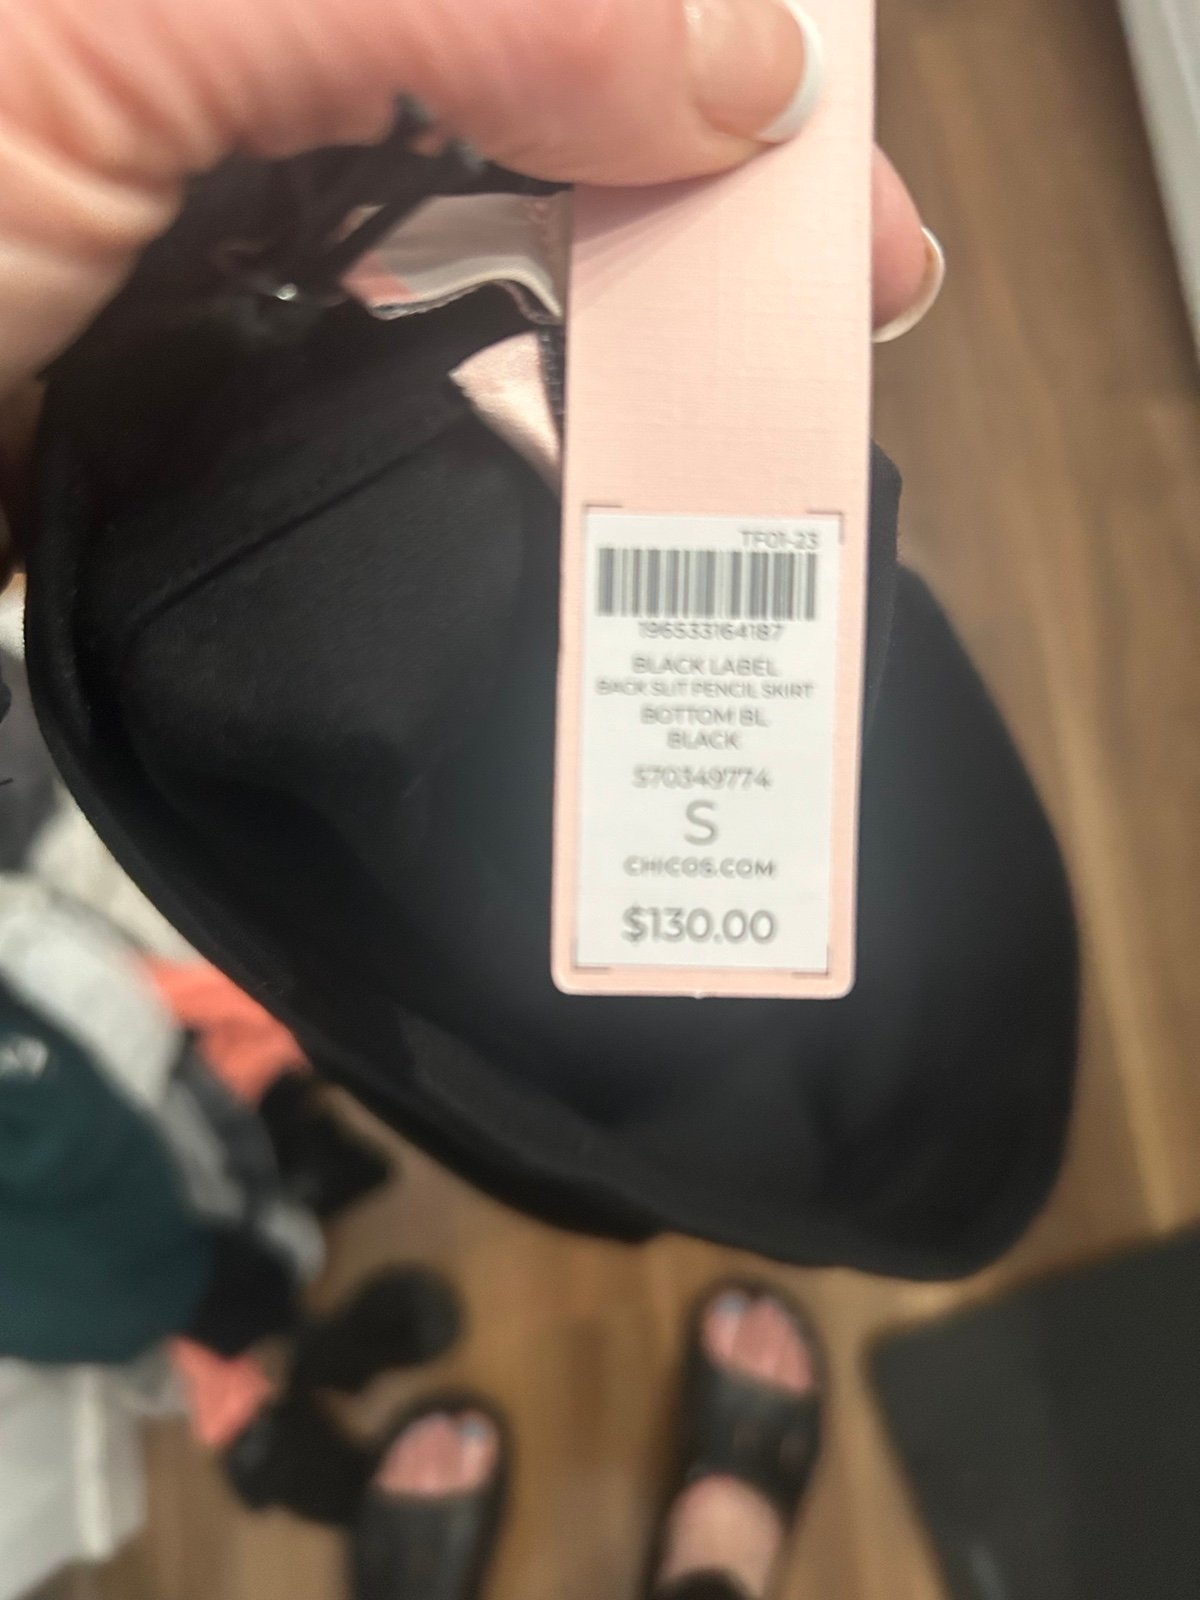 TF01-23
196533164187
BLACK LABEL
BACK SLIT PENCIL SKIRT
BOTTOM BL
BLACK
570349774
S
CHICOS.COM
$130.00